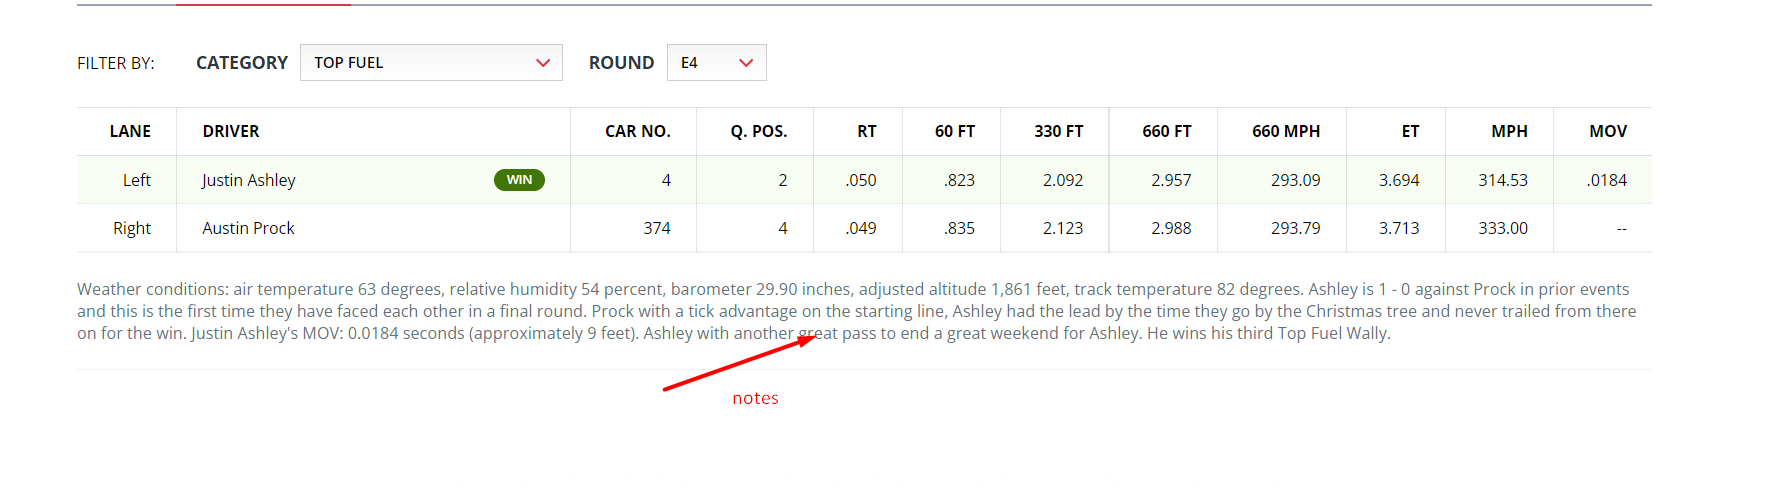 FILTER BY: CATEGORY TOP FUEL ROUND E4
LANE DRIVER CAR NO. Q. POS. RT 60 FT 330 FT 660 FT 660 MPH ET MPH MOV
Left Justin Ashley WIN 4 2 .050 .823 2.092 2.957 293.09 3.694 314.53 .0184
Right Austin Prock 374 4 .049 .835 2.123 2.988 293.79 3.713 333.00 --
Weather conditions: air temperature 63 degrees, relative humidity 54 percent, barometer 29.90 inches, adjusted altitude 1,861 feet, track temperature 82 degrees. Ashley is 1 - 0 against Prock in prior events
and this is the first time they have faced each other in a final round. Prock with a tick advantage on the starting line, Ashley had the lead by the time they go by the Christmas tree and never trailed from there
on for the win. Justin Ashley's MOV: 0.0184 seconds (approximately 9 feet). Ashley with another great pass to end a great weekend for Ashley. He wins his third Top Fuel Wally.
notes